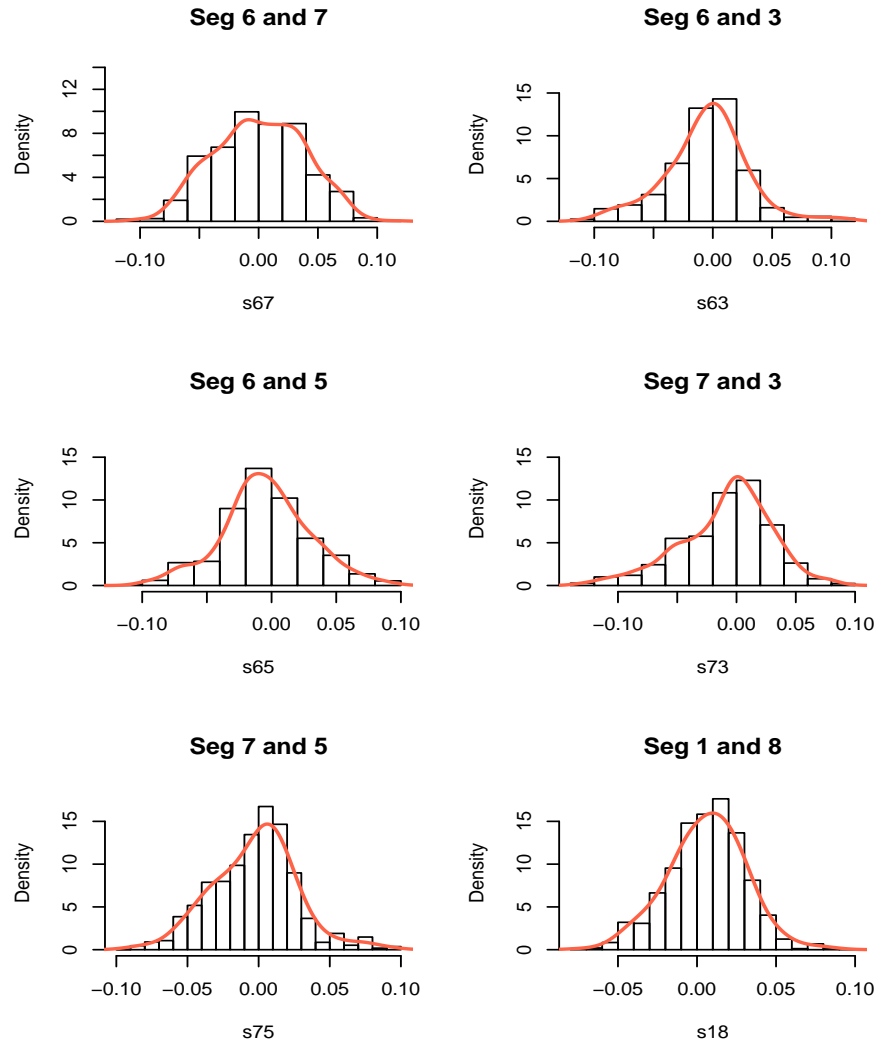 Seg 6 and 7
Density
0 4 8 12
−0.10 0.00 0.05 0.10
s67
Seg 6 and 3
Density
0 5 10 15
−0.10 0.00 0.05 0.10
s63
Seg 6 and 5
Density
0 5 10 15
−0.10 0.00 0.05 0.10
s65
Seg 7 and 3
Density
0 5 10 15
−0.10 0.00 0.05 0.10
s73
Seg 7 and 5
Density
0 5 10 15
−0.10 −0.05 0.00 0.05 0.10
s75
Seg 1 and 8
Density
0 5 10 15
−0.05 0.00 0.05 0.10
s18